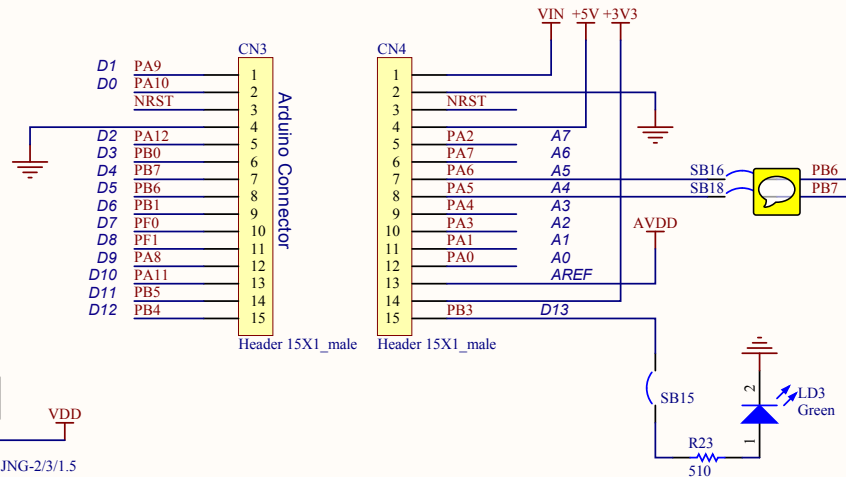 VIN +5V +3V3
CN3
CN4
D1 PA9 1
D0 PA10 2
NRST 3
4
D2 PA12 5
D3 PB0 6
D4 PB7 7
D5 PB6 8
D6 PB1 9
D7 PF0 10
D8 PF1 11
D9 PA8 12
D10 PA11 13
D11 PB5 14
D12 PB4 15
Arduino Connector
Header 15X1_male
1
2
3 NRST
4
5 PA2 A7
6 PA7 A6
7 PA6 A5 SB16 PB6
8 PA5 A4 SB18 PB7
9 PA4 A3
10 PA3 A2
11 PA1 A1
12 PA0 A0
13 AREF AVDD
14
15 PB3 D13
Header 15X1_male
SB15
2
LD3
Green
1
R23
510
VDD
JNG-2/3/1.5